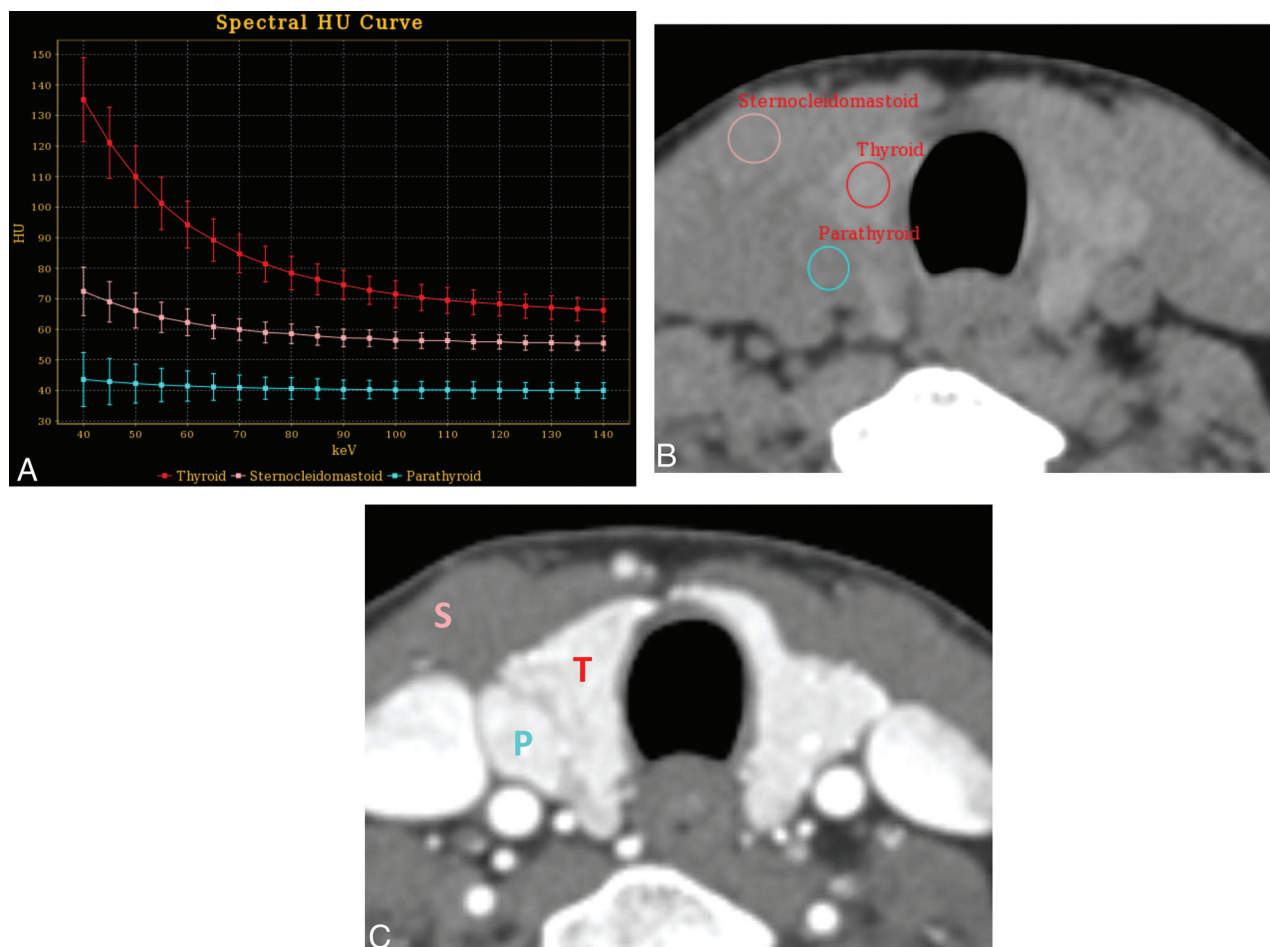 Spectral HU Curve
150
140
130
120
110
100
90
80
70
60
50
40
30
HU
40 50 60 70 80 90 100 110 120 130 140
keV
Thyroid Sternocleidomastoid Parathyroid
A
Sternocleidomastoid
Thyroid
Parathyroid
B
S
T
P
C